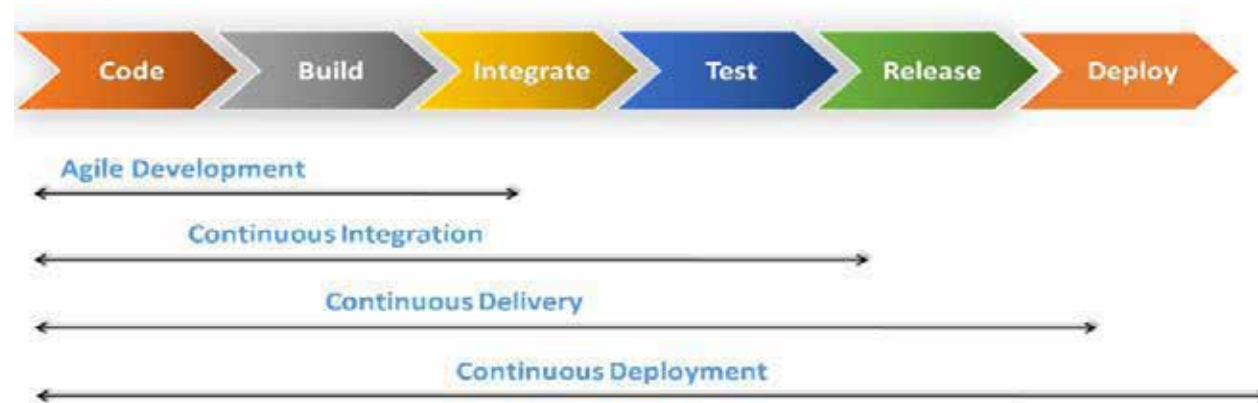 Code Build Integrate Test Release Deploy
Agile Development
Continuous Integration
Continuous Delivery
Continuous Deployment